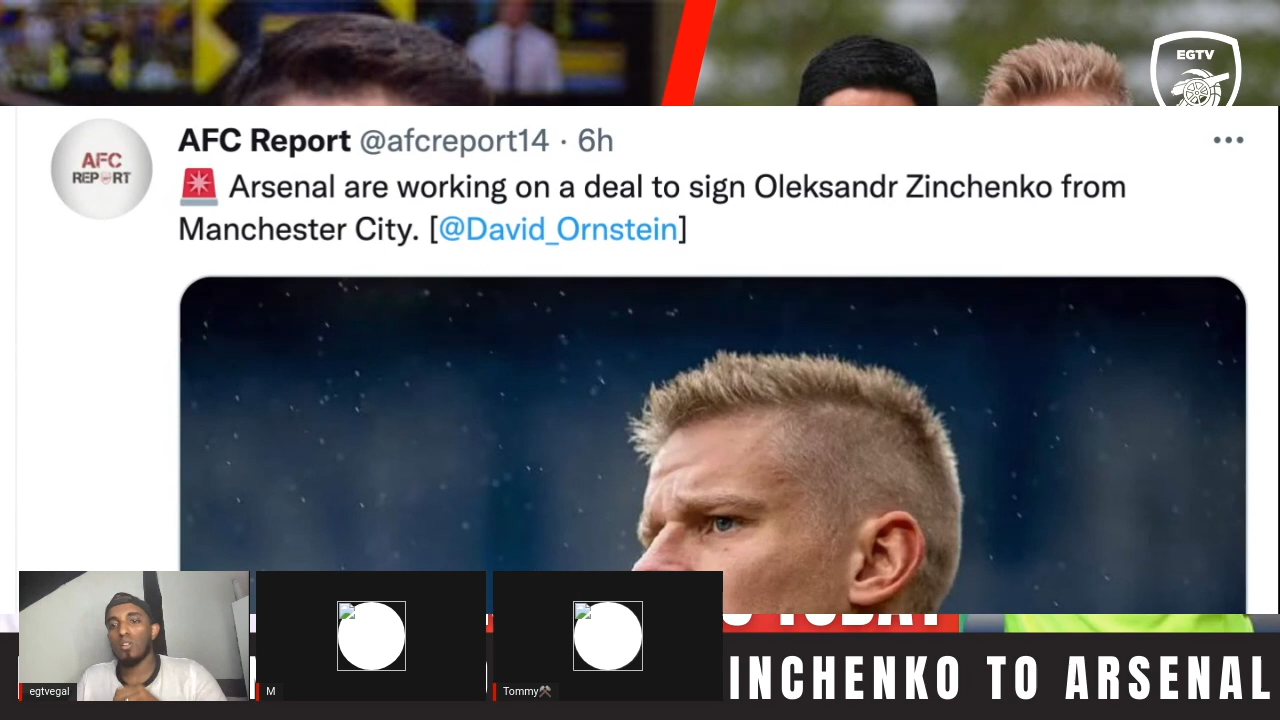 EGTV
AFC
REPORT
AFC Report @afcreport14 · 6h
🚨 Arsenal are working on a deal to sign Oleksandr Zinchenko from
Manchester City. [@David_Ornstein]
TODAY
INCHENKO TO ARSENAL
egtvegal
M
Tommy⚒